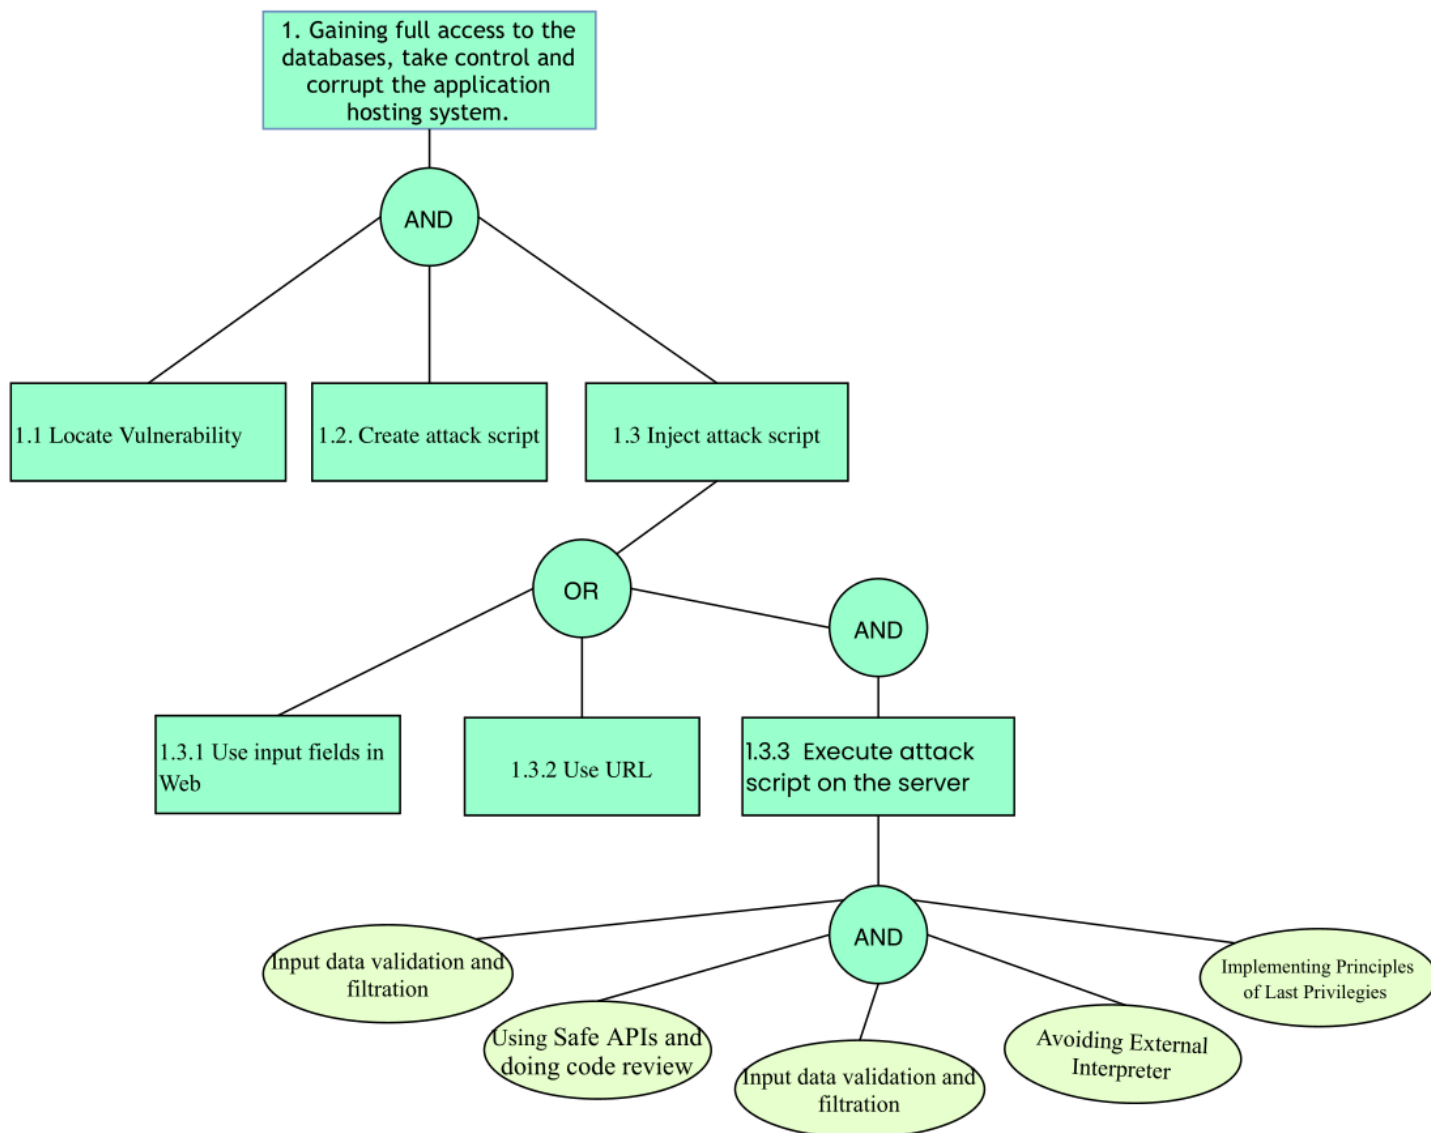 1. Gaining full access to the
databases, take control and
corrupt the application
hosting system.
AND
1.1 Locate Vulnerability
1.2. Create attack script
1.3 Inject attack script
OR
AND
1.3.1 Use input fields in
Web
1.3.2 Use URL
1.3.3 Execute attack
script on the server
AND
Input data validation and
filtration
Using Safe APIs and
doing code review
Input data validation and
filtration
Avoiding External
Interpreter
Implementing Principles
of Last Privilegies